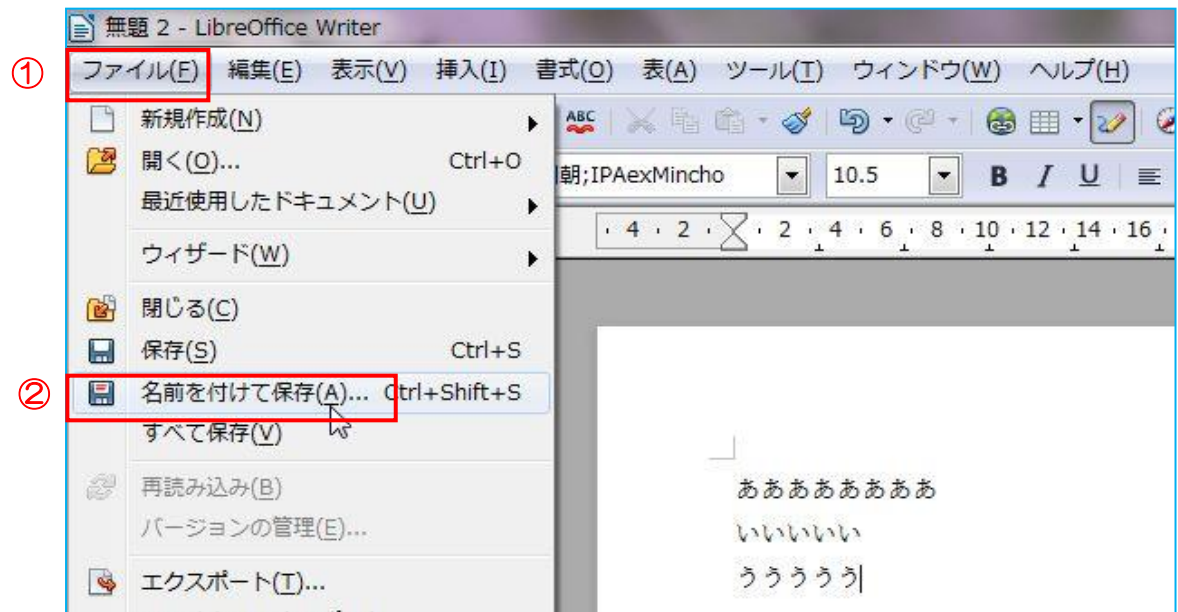 無題 2 - LibreOffice Writer
① ファイル(F) 編集(E) 表示(V) 挿入(I) 書式(O) 表(A) ツール(T) ウィンドウ(W) ヘルプ(H)
新規作成(N)
ABC
開く(O)... Ctrl+O
朝;IPAexMincho 10.5 B I U
最近使用したドキュメント(U)
4 2 2 4 6 8 10 12 14 16
ウィザード(W)
閉じる(C)
保存(S) Ctrl+S
② 名前を付けて保存(A)... Ctrl+Shift+S
すべて保存(V)
再読み込み(B)
バージョンの管理(E)...
エクスポート(T)...
ああああああああ
いいいいい
ううううう